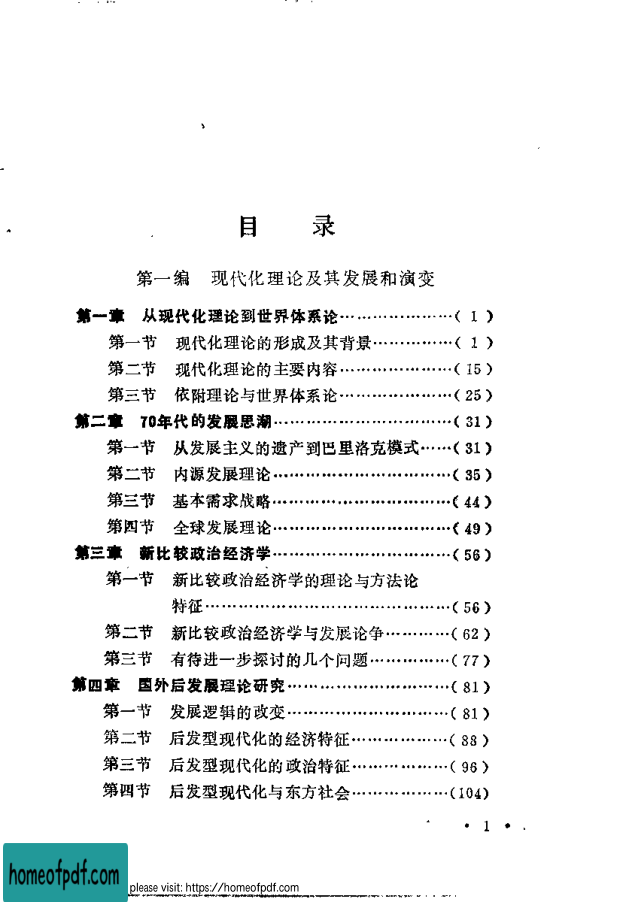 目 录
第一编 现代化理论及其发展和演变
第一章 从现代化理论到世界体系论…………………( 1 )
第一节 现代化理论的形成及其背景……………( 1 )
第二节 现代化理论的主要内容…………………(15)
第三节 依附理论与世界体系论…………………(25)
第二章 70年代的发展思潮……………………………(31)
第一节 从发展主义的遗产到巴里洛克模式……(31)
第二节 内源发展理论……………………………(35)
第三节 基本需求战略……………………………(44)
第四节 全球发展理论……………………………(49)
第三章 新比较政治经济学……………………………(56)
第一节 新比较政治经济学的理论与方法论
特征………………………………………(56)
第二节 新比较政治经济学与发展论争…………(62)
第三节 有待进一步探讨的几个问题……………(77)
第四章 国外后发展理论研究…………………………(81)
第一节 发展逻辑的改变…………………………(81)
第二节 后发型现代化的经济特征………………(88)
第三节 后发型现代化的政治特征………………(96)
第四节 后发型现代化与东方社会………………(104)
· 1 ·
homeofpdf.com
please visit: https://homeofpdf.com